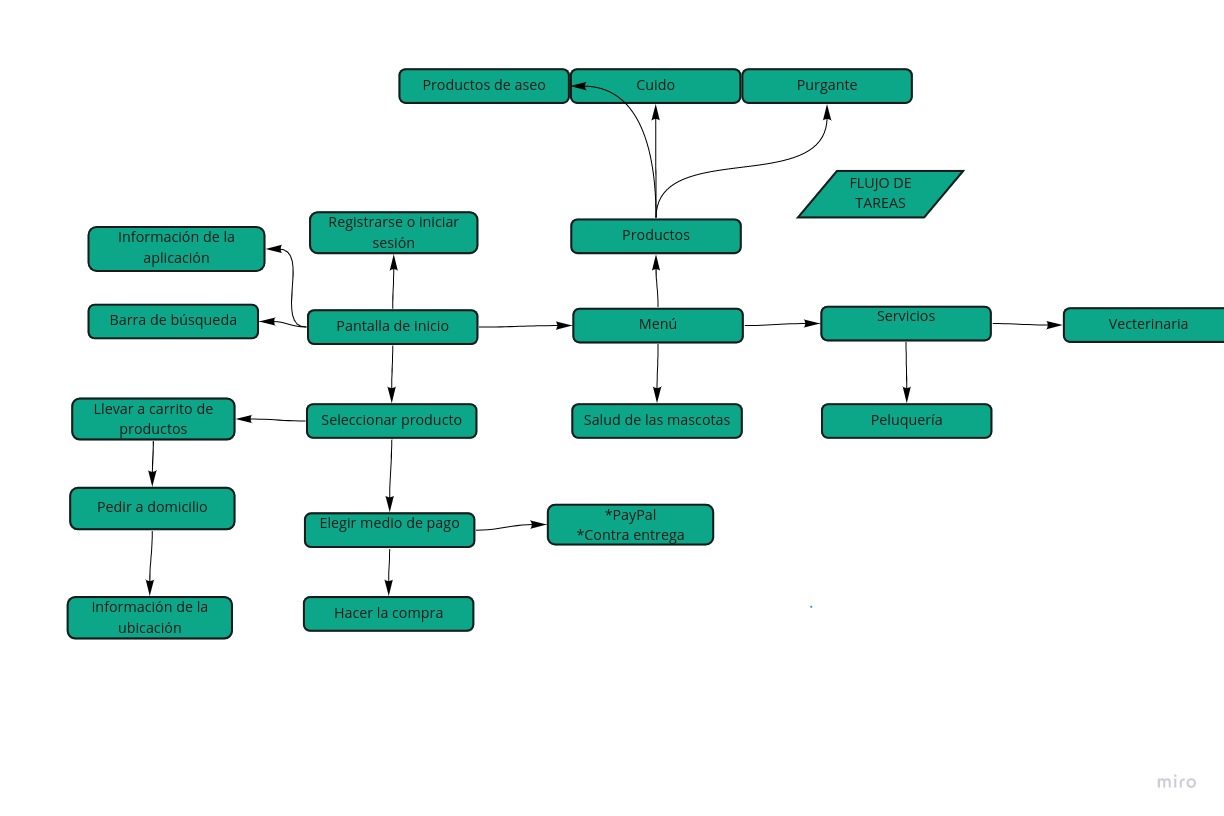 Productos de aseo
Cuido
Purgante
FLUJO DE
TAREAS
Registrarse o iniciar
sesión
Información de la
aplicación
Productos
Barra de búsqueda
Pantalla de inicio
Menú
Servicios
Vecterinaria
Llevar a carrito de
productos
Seleccionar producto
Salud de las mascotas
Peluquería
Pedir a domicilio
Elegir medio de pago
*PayPal
*Contra entrega
Información de la
ubicación
Hacer la compra
miro